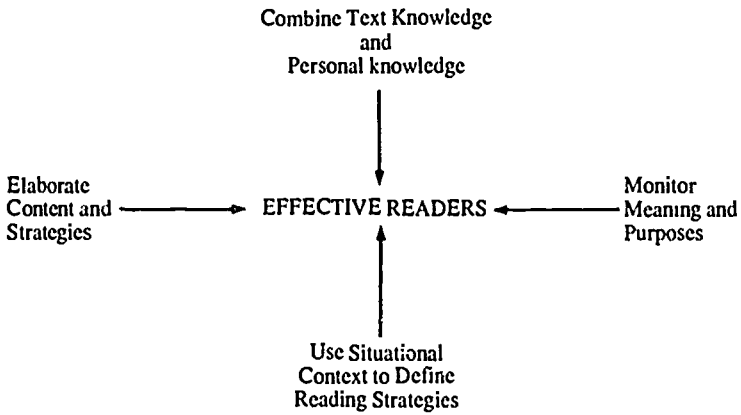 Combine Text Knowledge
and
Personal knowledge
Elaborate
Content and
Strategies
EFFECTIVE READERS
Monitor
Meaning and
Purposes
Use Situational
Context to Define
Reading Strategies